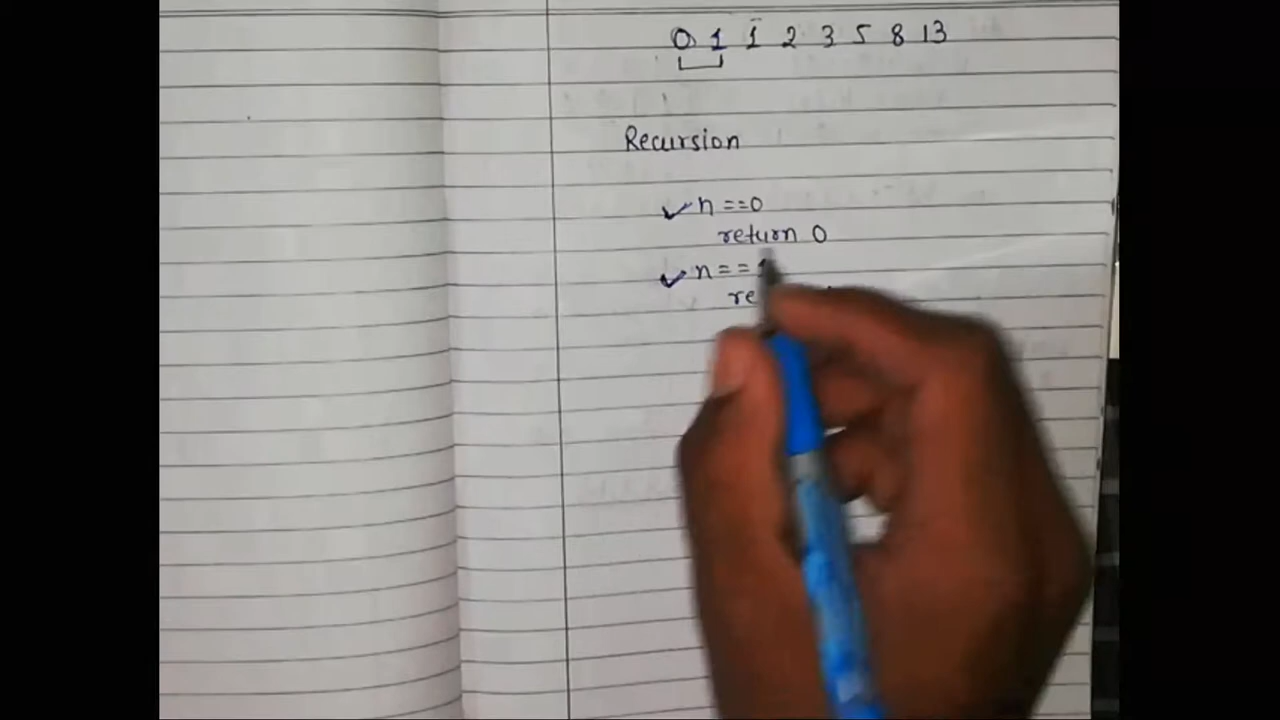 0 1 1 2 3 5 8 13
Recursion
n ==0
return 0
n ==